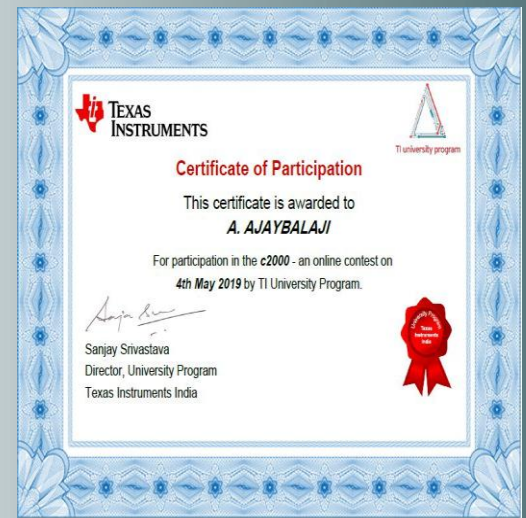 TEXAS
INSTRUMENTS
TI university program
Certificate of Participation
This certificate is awarded to
A. AJAYBALAJI
For participation in the c2000 - an online contest on
4th May 2019 by TI University Program.
Sanjay Srivastava
Director, University Program
Texas Instruments India
University Program
Texas
Instruments
India